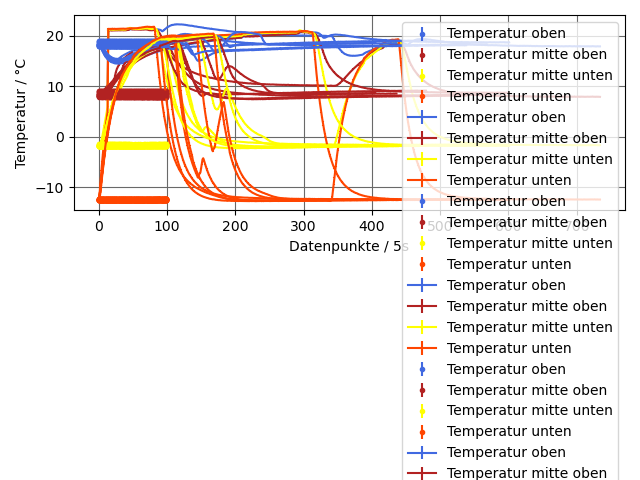 Temperatur / °C
20
10
0
−10
0
100
200
300
400
500
600
700
Datenpunkte / 5s
Temperatur oben
Temperatur mitte oben
Temperatur mitte unten
Temperatur unten
Temperatur oben
Temperatur mitte oben
Temperatur mitte unten
Temperatur unten
Temperatur oben
Temperatur mitte oben
Temperatur mitte unten
Temperatur unten
Temperatur oben
Temperatur mitte oben
Temperatur mitte unten
Temperatur unten
Temperatur oben
Temperatur mitte oben
Temperatur mitte unten
Temperatur unten
Temperatur oben
Temperatur mitte oben